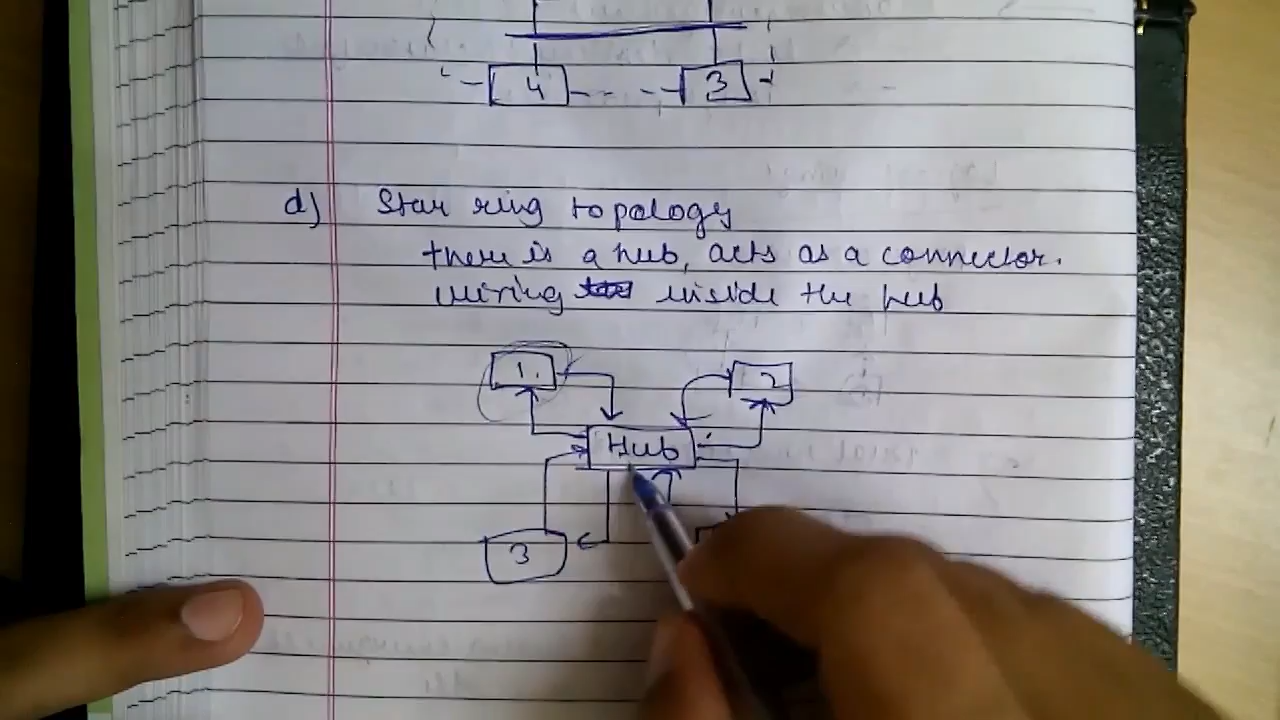 4 3
d) Star ring topology
there is a hub, acts as a connector.
wiring inside the hub
1. 2
Hub
3